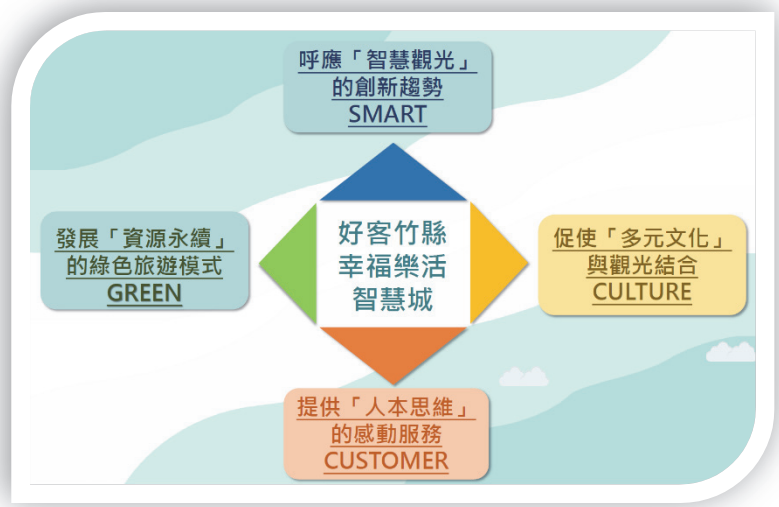 呼應「智慧觀光」
的創新趨勢
SMART
發展「資源永續」
的綠色旅遊模式
GREEN
好客竹縣
幸福樂活
智慧城
促使「多元文化」
與觀光結合
CULTURE
提供「人本思維」
的感動服務
CUSTOMER